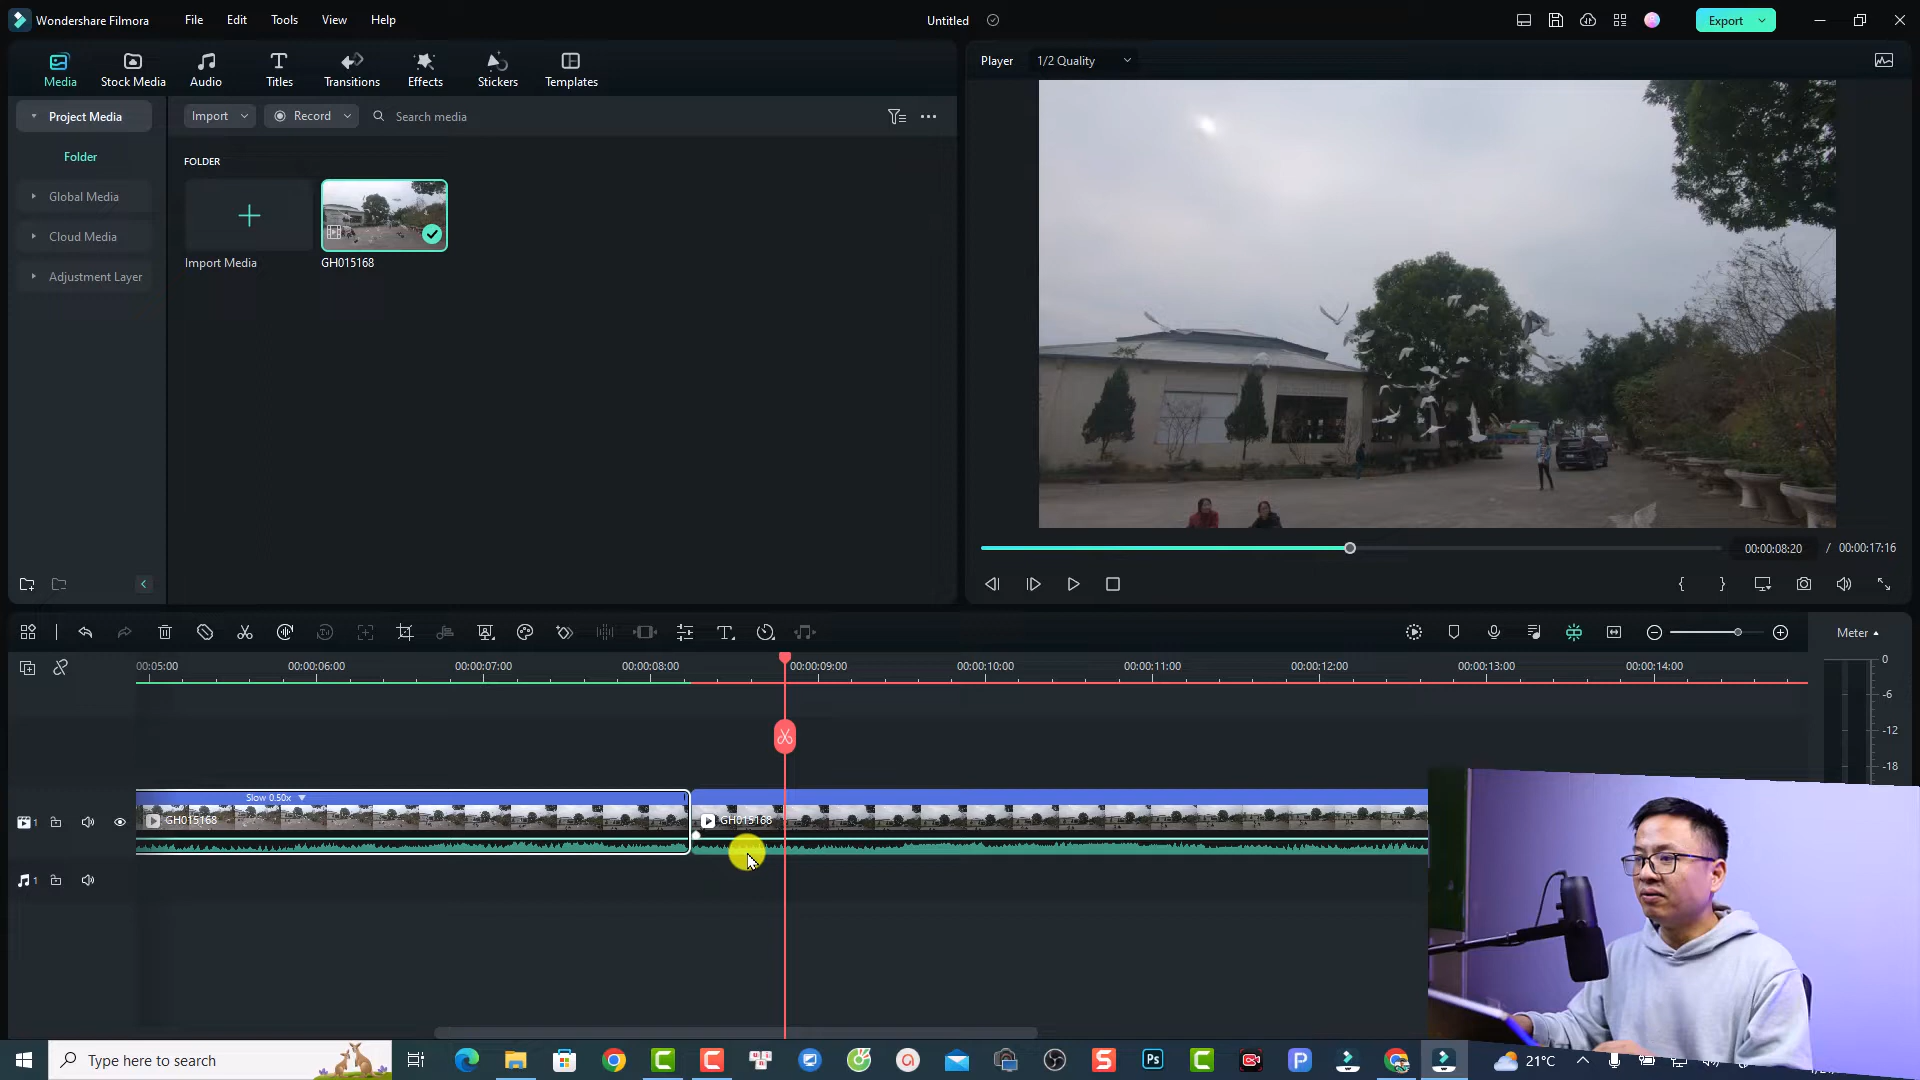 Wondershare Filmora
File
Edit
Tools
View
Help
Untitled
Export
Media
Stock Media
Audio
Titles
Transitions
Effects
Stickers
Templates
Player
1/2 Quality
Project Media
Import
Record
Search media
Folder
FOLDER
Global Media
Cloud Media
Adjustment Layer
Import Media
GH015168
00:00:08:20 / 00:00:17:16
Meter
00:05:00
00:00:06:00
00:00:07:00
00:00:08:00
00:00:09:00
00:00:10:00
00:00:11:00
00:00:12:00
00:00:13:00
00:00:14:00
0
-6
-12
-18
Slow 0.50x
GH015168
GH015168
1
1
Type here to search
21°C